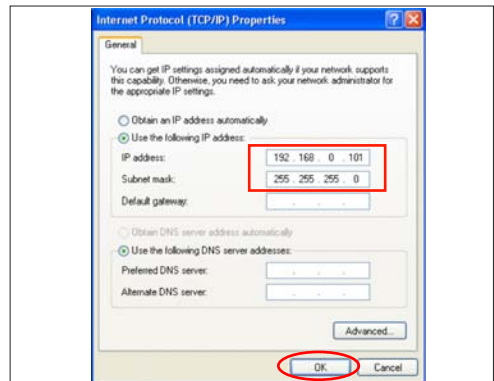 Internet Protocol (TCP/IP) Properties
General
You can get IP settings assigned automatically if your network supports
this capability. Otherwise, you need to ask your network administrator for
the appropriate IP settings.
Obtain an IP address automatically
Use the following IP address:
IP address: 192 . 168 . 0 . 101
Subnet mask: 255 . 255 . 255 . 0
Default gateway: . . .
Obtain DNS server address automatically
Use the following DNS server addresses:
Preferred DNS server: . . .
Alternate DNS server: . . .
Advanced...
OK Cancel